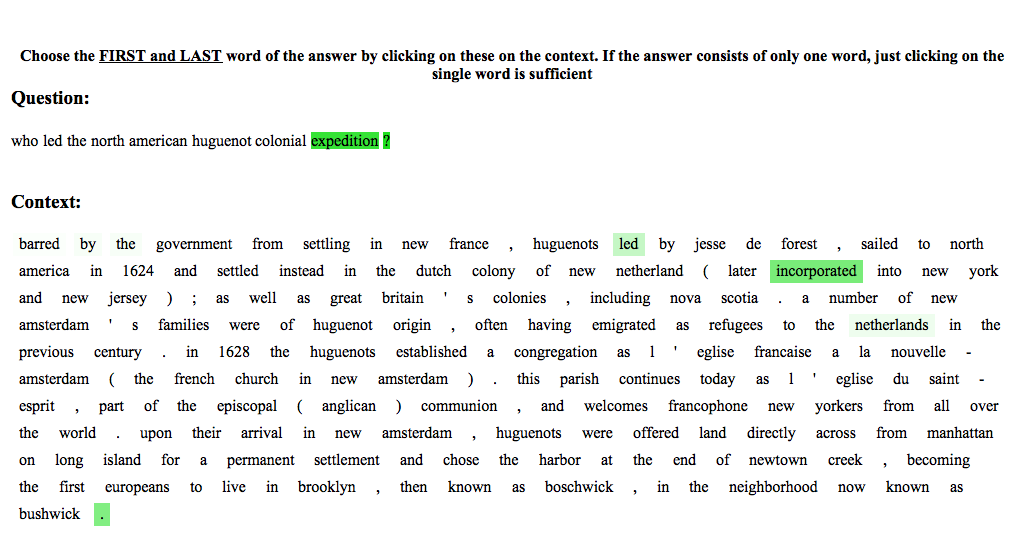 Choose the FIRST and LAST word of the answer by clicking on these on the context. If the answer consists of only one word, just clicking on the
single word is sufficient
Question:
who led the north american huguenot colonial expedition ?
Context:
barred by the government from settling in new france , huguenots led by jesse de forest , sailed to north
america in 1624 and settled instead in the dutch colony of new netherland ( later incorporated into new york
and new jersey ) ; as well as great britain ' s colonies , including nova scotia . a number of new
amsterdam ' s families were of huguenot origin , often having emigrated as refugees to the netherlands in the
previous century . in 1628 the huguenots established a congregation as l ' eglise francaise a la nouvelle -
amsterdam ( the french church in new amsterdam ) . this parish continues today as l ' eglise du saint -
esprit , part of the episcopal ( anglican ) communion , and welcomes francophone new yorkers from all over
the world . upon their arrival in new amsterdam , huguenots were offered land directly across from manhattan
on long island for a permanent settlement and chose the harbor at the end of newtown creek , becoming
the first europeans to live in brooklyn , then known as boschwick , in the neighborhood now known as
bushwick .